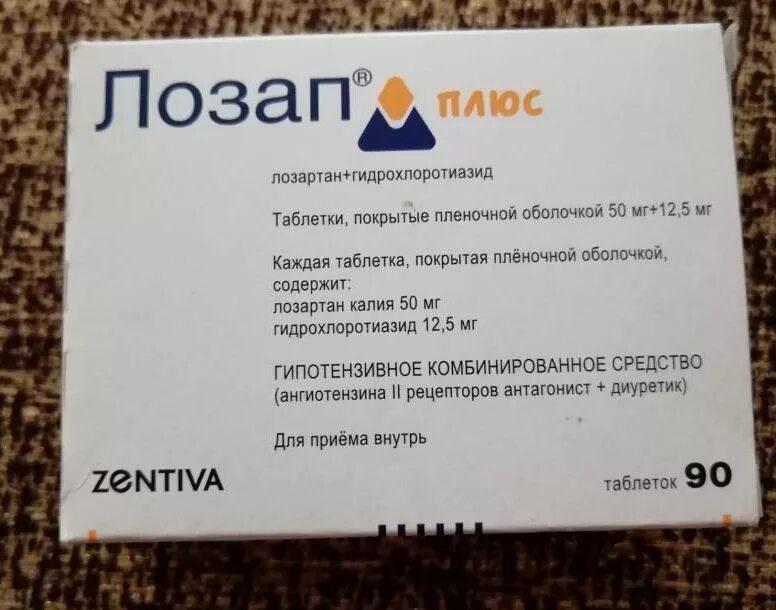 Лозап® плюс
лозартан+гидрохлоротиазид
Таблетки, покрытые пленочной оболочкой 50 мг+12,5 мг
Каждая таблетка, покрытая плёночной оболочкой,
содержит:
лозартан калия 50 мг
гидрохлоротиазид 12,5 мг
ГИПОТЕНЗИВНОЕ КОМБИНИРОВАННОЕ СРЕДСТВО
(ангиотензина II рецепторов антагонист + диуретик)
Для приёма внутрь
ZENTIVA
таблеток 90